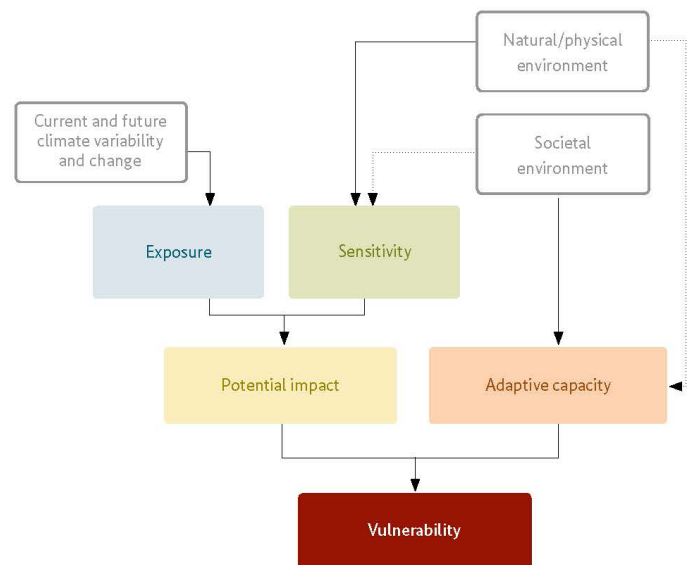 Natural/physical
environment
Current and future
climate variability
and change
Societal
environment
Exposure
Sensitivity
Potential impact
Adaptive capacity
Vulnerability